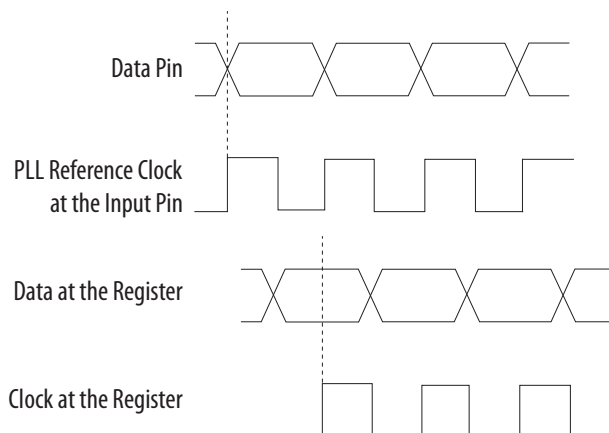 Data Pin
PLL Reference Clock
at the Input Pin
Data at the Register
Clock at the Register